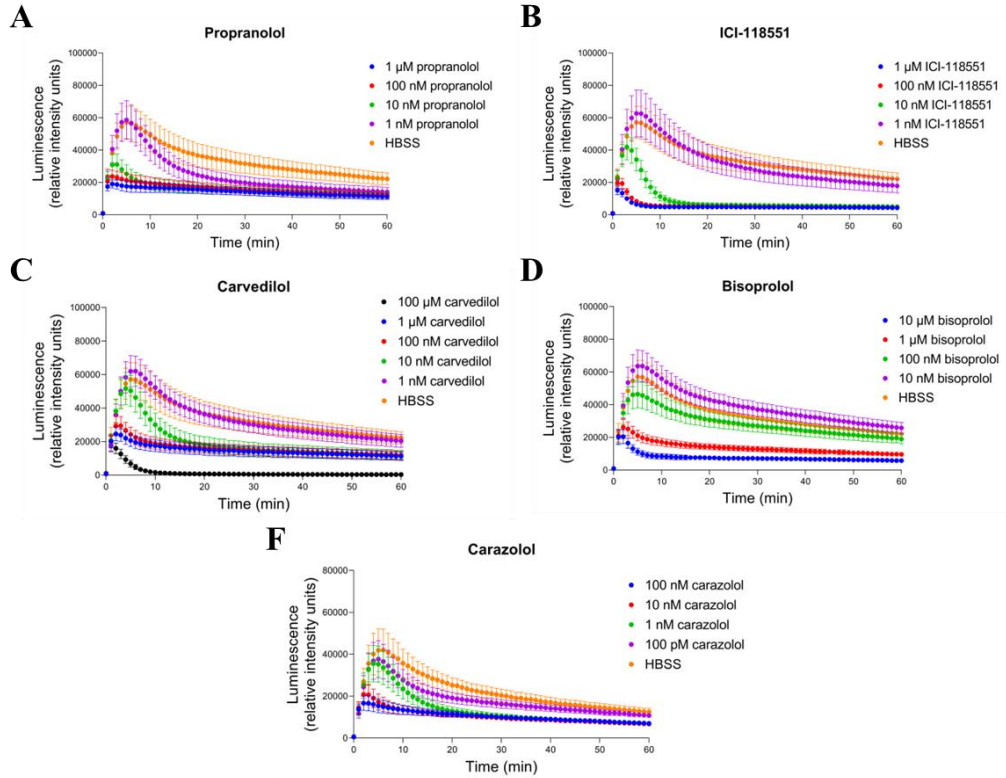 A
Propranolol
Luminescence
(relative intensity units)
100000
80000
60000
40000
20000
0
0 10 20 30 40 50 60
Time (min)
1 µM propranolol
100 nM propranolol
10 nM propranolol
1 nM propranolol
HBSS
B
ICI-118551
Luminescence
(relative intensity units)
100000
80000
60000
40000
20000
0
0 10 20 30 40 50 60
Time (min)
1 µM ICI-118551
100 nM ICI-118551
10 nM ICI-118551
1 nM ICI-118551
HBSS
C
Carvedilol
Luminescence
(relative intensity units)
100000
80000
60000
40000
20000
0
0 10 20 30 40 50 60
Time (min)
100 µM carvedilol
1 µM carvedilol
100 nM carvedilol
10 nM carvedilol
1 nM carvedilol
HBSS
D
Bisoprolol
Luminescence
(relative intensity units)
100000
80000
60000
40000
20000
0
0 10 20 30 40 50 60
Time (min)
10 µM bisoprolol
1 µM bisoprolol
100 nM bisoprolol
10 nM bisoprolol
HBSS
F
Carazolol
Luminescence
(relative intensity units)
80000
60000
40000
20000
0
0 10 20 30 40 50 60
Time (min)
100 nM carazolol
10 nM carazolol
1 nM carazolol
100 pM carazolol
HBSS